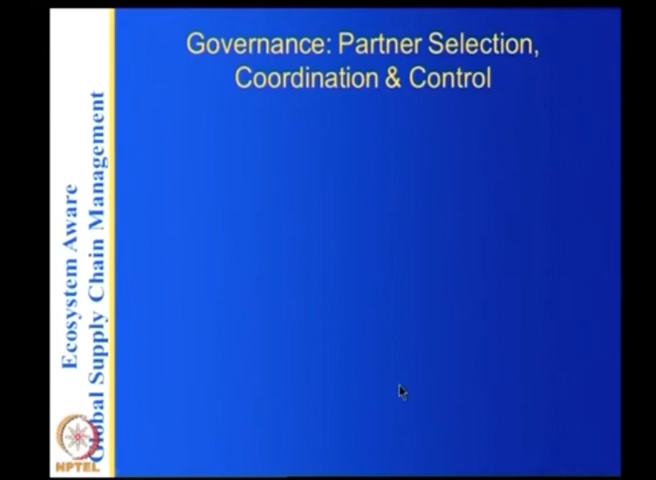 Governance: Partner Selection,
Coordination & Control
Ecosystem Aware
Global Supply Chain Management
NPTEL